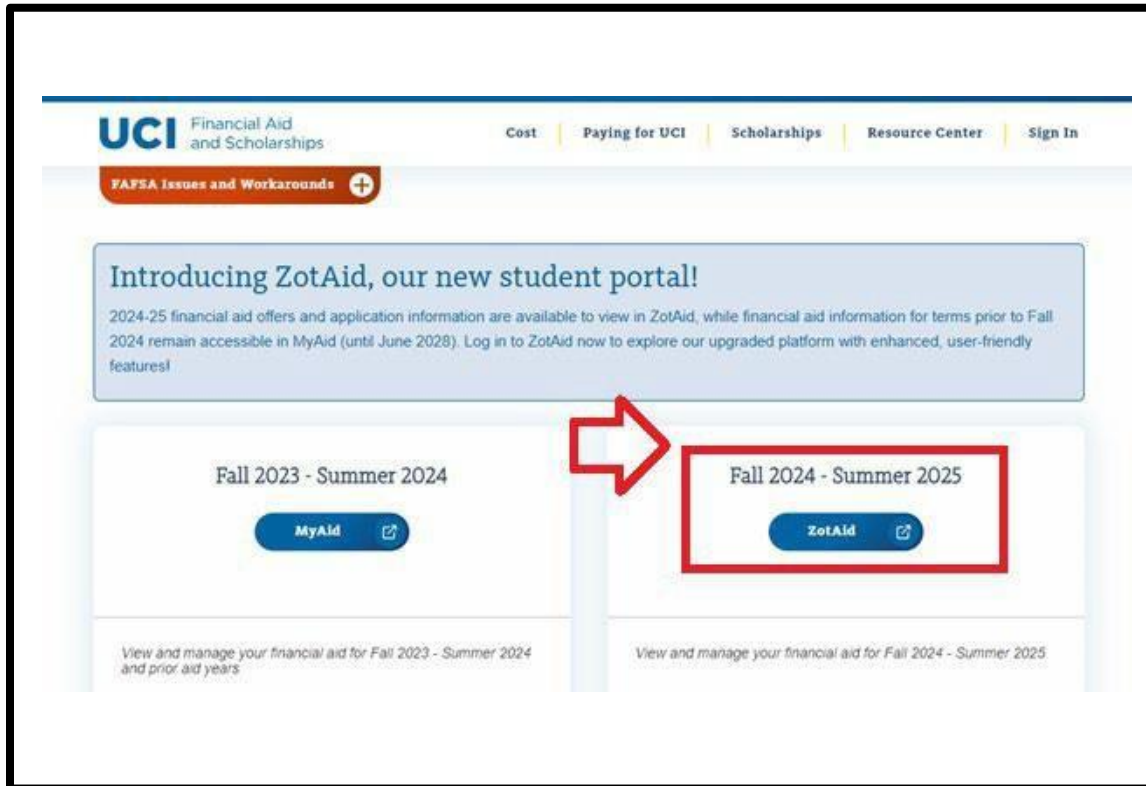 UCI Financial Aid
and Scholarships
Cost
Paying for UCI
Scholarships
Resource Center
Sign In
FAFSA Issues and Workarounds
Introducing ZotAid, our new student portal!
2024-25 financial aid offers and application information are available to view in ZotAid, while financial aid information for terms prior to Fall
2024 remain accessible in MyAid (until June 2028). Log in to ZotAid now to explore our upgraded platform with enhanced, user-friendly
features!
Fall 2023 - Summer 2024
MyAid
View and manage your financial aid for Fall 2023 - Summer 2024
and prior aid years
Fall 2024 - Summer 2025
ZotAid
View and manage your financial aid for Fall 2024 - Summer 2025